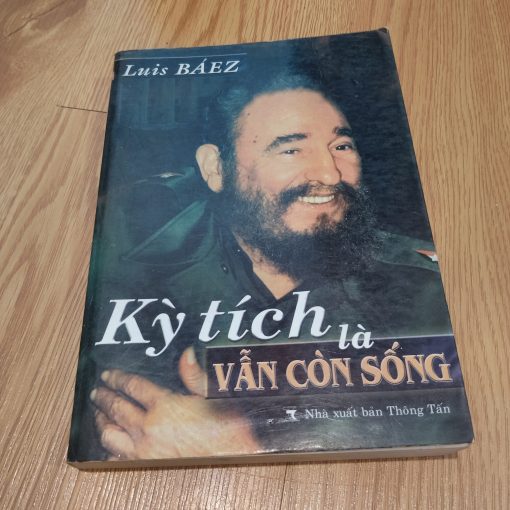 Luis BÁEZ
Kỳ tích là
VẪN CÒN SỐNG
Nhà xuất bản Thông Tấn